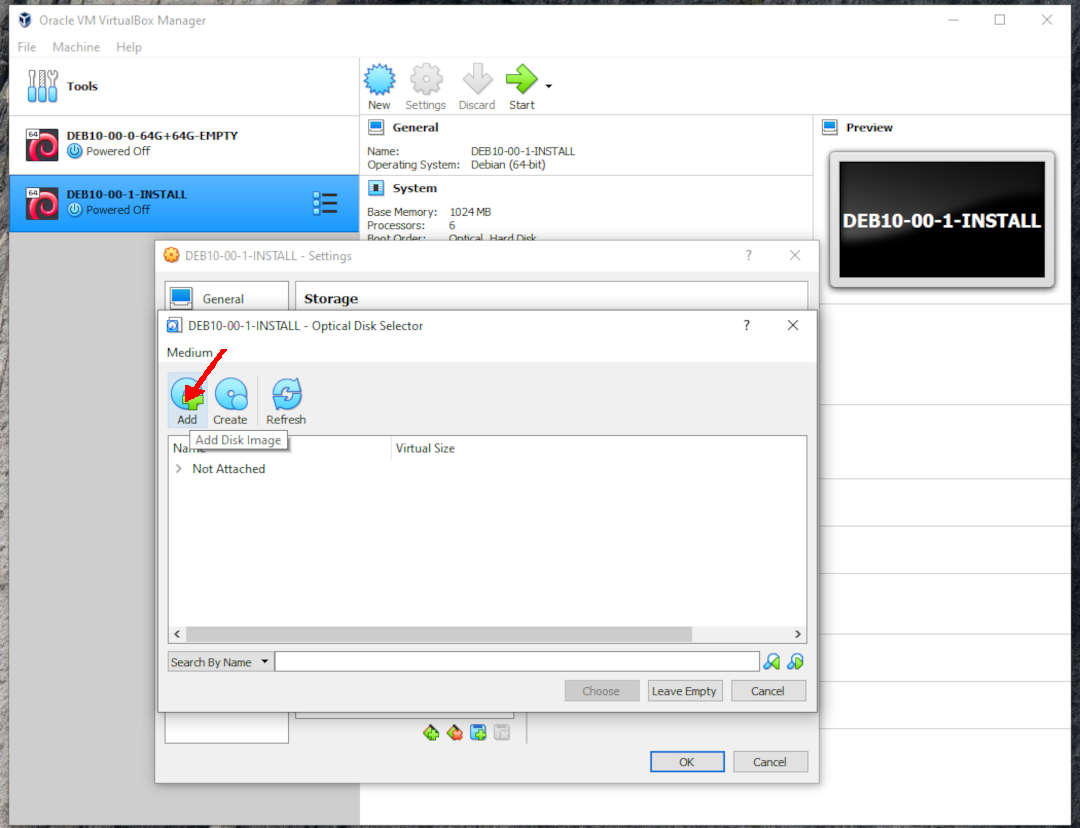 Oracle VM VirtualBox Manager
File Machine Help
Tools
New Settings Discard Start
64 DEB10-00-0-64G+64G-EMPTY
Powered Off
64 DEB10-00-1-INSTALL
Powered Off
General
Name: DEB10-00-1-INSTALL
Operating System: Debian (64-bit)
System
Base Memory: 1024 MB
Processors: 6
Boot Order: Optical, Hard Disk
Preview
DEB10-00-1-INSTALL
DEB10-00-1-INSTALL - Settings ?
General
Storage
DEB10-00-1-INSTALL - Optical Disk Selector ?
Medium
Add Create Refresh
Add Disk Image
Name Virtual Size
Not Attached
Search By Name
Choose Leave Empty Cancel
OK Cancel